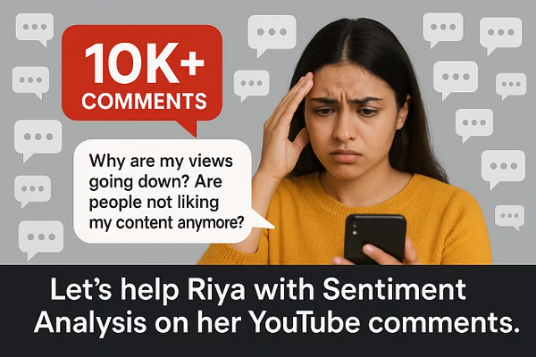 10K+
COMMENTS
Why are my views
going down? Are
people not liking
my content anymore?
Let's help Riya with Sentiment
Analysis on her YouTube comments.